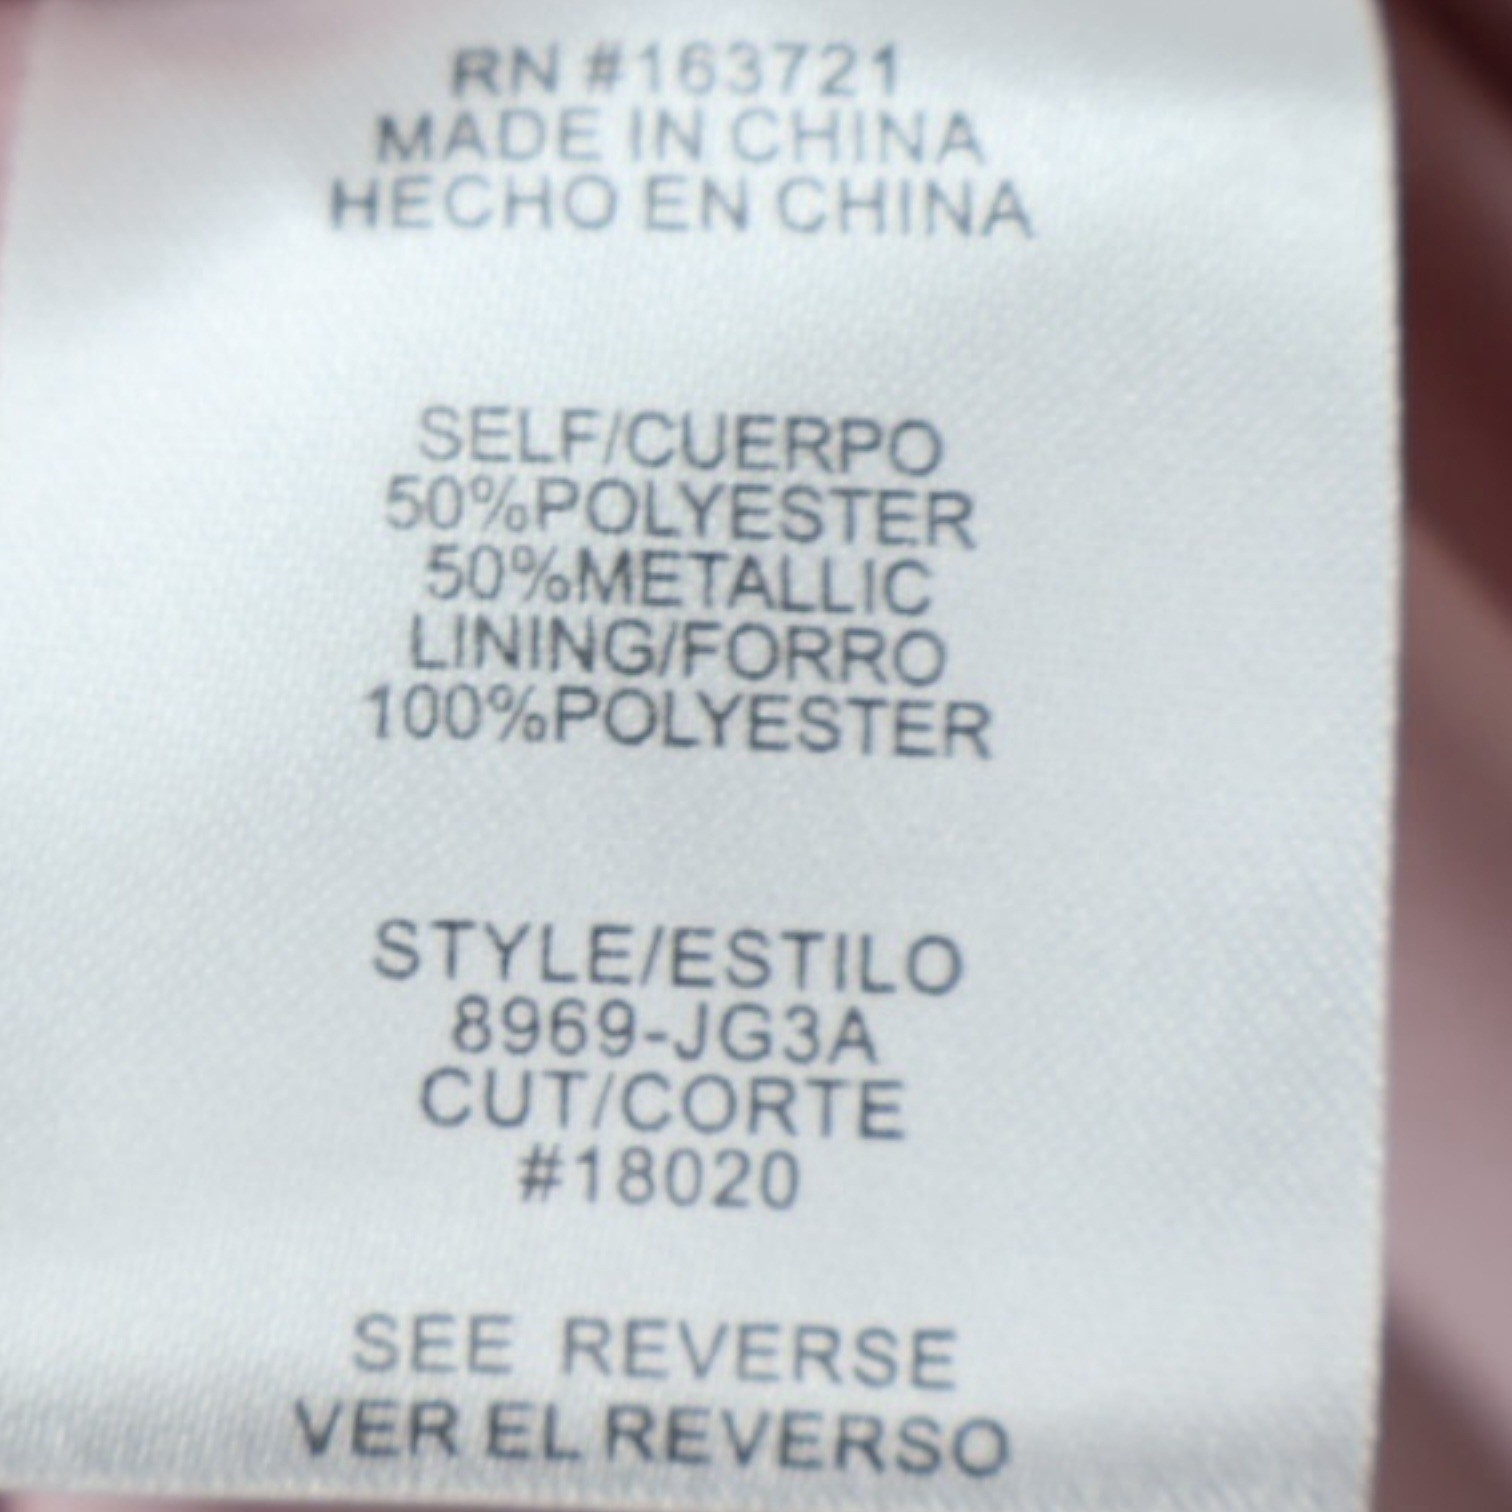 RN #163721
MADE IN CHINA
HECHO EN CHINA
SELF/CUERPO
50%POLYESTER
50%METALLIC
LINING/FORRO
100%POLYESTER
STYLE/ESTILO
8969-JG3A
CUT/CORTE
#18020
SEE REVERSE
VER EL REVERSO